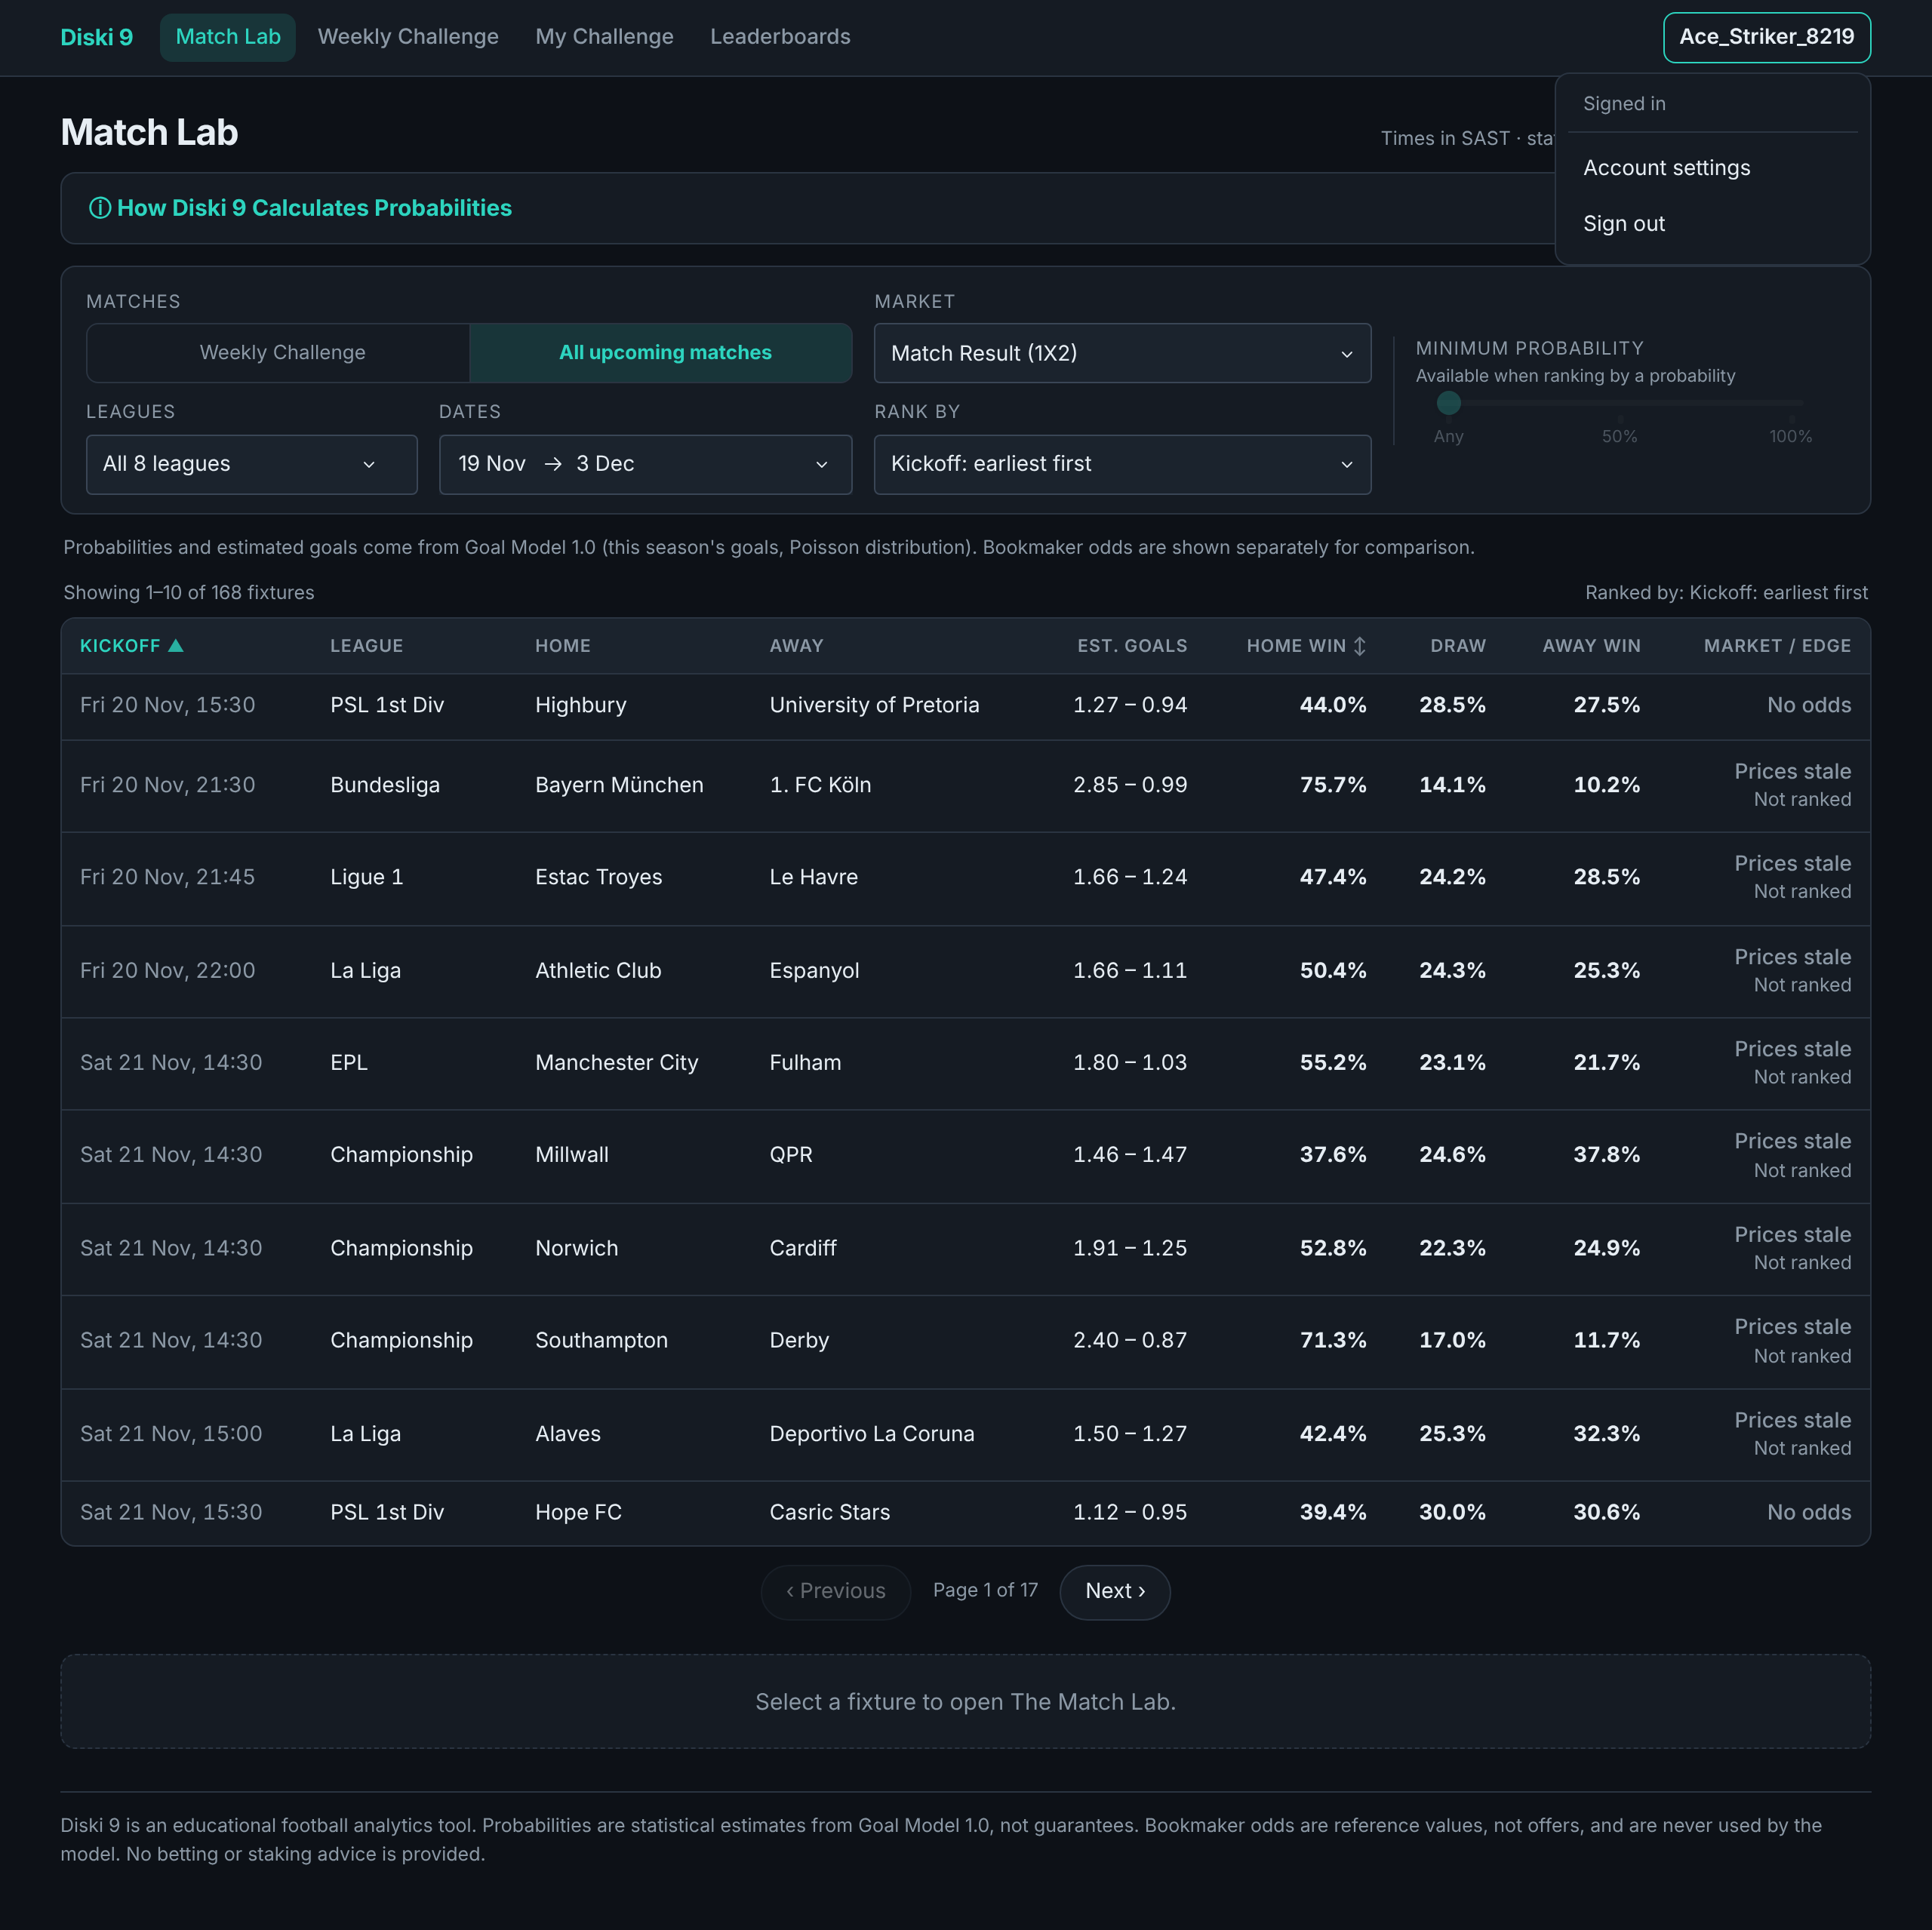 Diski 9 Match Lab Weekly Challenge My Challenge Leaderboards Ace_Striker_8219
Signed in
Account settings
Sign out
Match Lab
Times in SAST · sta
ⓘ How Diski 9 Calculates Probabilities
MATCHES
Weekly Challenge All upcoming matches
MARKET
Match Result (1X2)
LEAGUES
All 8 leagues
DATES
19 Nov → 3 Dec
RANK BY
Kickoff: earliest first
MINIMUM PROBABILITY
Available when ranking by a probability
Any 50% 100%
Probabilities and estimated goals come from Goal Model 1.0 (this season's goals, Poisson distribution). Bookmaker odds are shown separately for comparison.
Showing 1–10 of 168 fixtures Ranked by: Kickoff: earliest first
KICKOFF ▲ LEAGUE HOME AWAY EST. GOALS HOME WIN ↕ DRAW AWAY WIN MARKET / EDGE
Fri 20 Nov, 15:30 PSL 1st Div Highbury University of Pretoria 1.27 – 0.94 44.0% 28.5% 27.5% No odds
Fri 20 Nov, 21:30 Bundesliga Bayern München 1. FC Köln 2.85 – 0.99 75.7% 14.1% 10.2% Prices stale
Not ranked
Fri 20 Nov, 21:45 Ligue 1 Estac Troyes Le Havre 1.66 – 1.24 47.4% 24.2% 28.5% Prices stale
Not ranked
Fri 20 Nov, 22:00 La Liga Athletic Club Espanyol 1.66 – 1.11 50.4% 24.3% 25.3% Prices stale
Not ranked
Sat 21 Nov, 14:30 EPL Manchester City Fulham 1.80 – 1.03 55.2% 23.1% 21.7% Prices stale
Not ranked
Sat 21 Nov, 14:30 Championship Millwall QPR 1.46 – 1.47 37.6% 24.6% 37.8% Prices stale
Not ranked
Sat 21 Nov, 14:30 Championship Norwich Cardiff 1.91 – 1.25 52.8% 22.3% 24.9% Prices stale
Not ranked
Sat 21 Nov, 14:30 Championship Southampton Derby 2.40 – 0.87 71.3% 17.0% 11.7% Prices stale
Not ranked
Sat 21 Nov, 15:00 La Liga Alaves Deportivo La Coruna 1.50 – 1.27 42.4% 25.3% 32.3% Prices stale
Not ranked
Sat 21 Nov, 15:30 PSL 1st Div Hope FC Casric Stars 1.12 – 0.95 39.4% 30.0% 30.6% No odds
‹ Previous Page 1 of 17 Next ›
Select a fixture to open The Match Lab.
Diski 9 is an educational football analytics tool. Probabilities are statistical estimates from Goal Model 1.0, not guarantees. Bookmaker odds are reference values, not offers, and are never used by the
model. No betting or staking advice is provided.